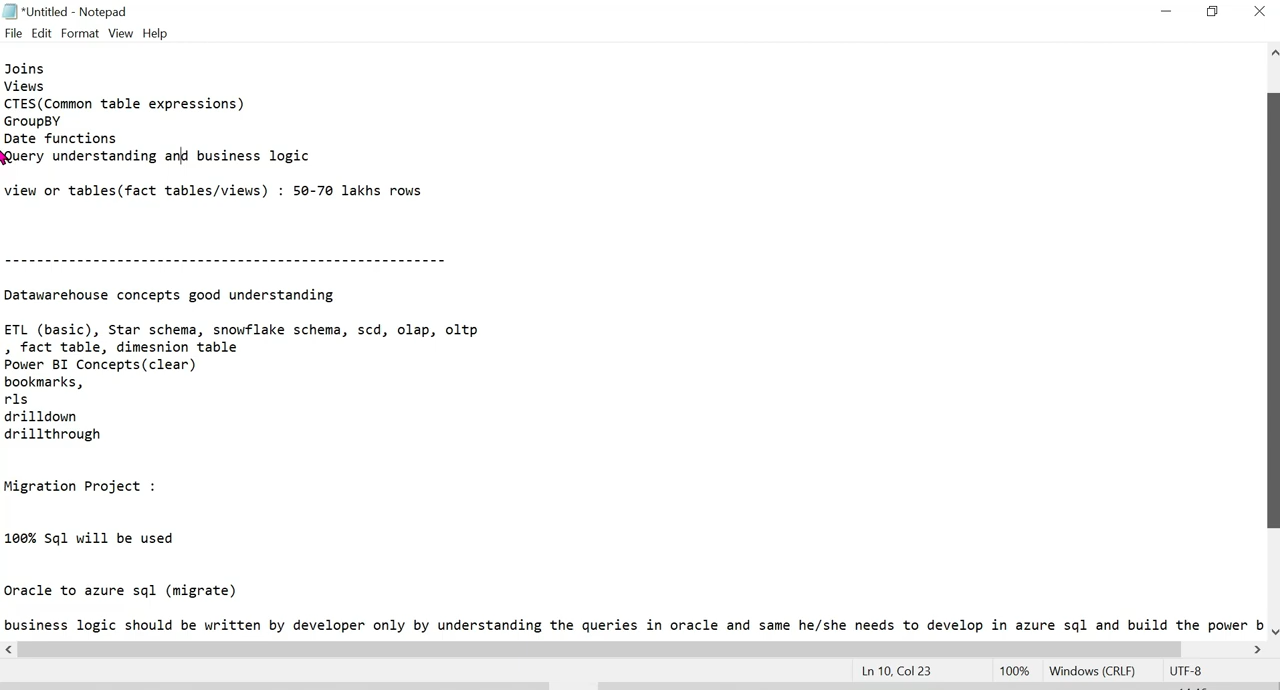 *Untitled - Notepad
File Edit Format View Help
Joins
Views
CTES(Common table expressions)
GroupBY
Date functions
Query understanding and business logic
view or tables(fact tables/views) : 50-70 lakhs rows
-------------------------------------------------------
Datawarehouse concepts good understanding
ETL (basic), Star schema, snowflake schema, scd, olap, oltp
, fact table, dimesnion table
Power BI Concepts(clear)
bookmarks,
rls
drilldown
drillthrough
Migration Project :
100% Sql will be used
Oracle to azure sql (migrate)
business logic should be written by developer only by understanding the queries in oracle and same he/she needs to develop in azure sql and build the power b
Ln 10, Col 23 100% Windows (CRLF) UTF-8